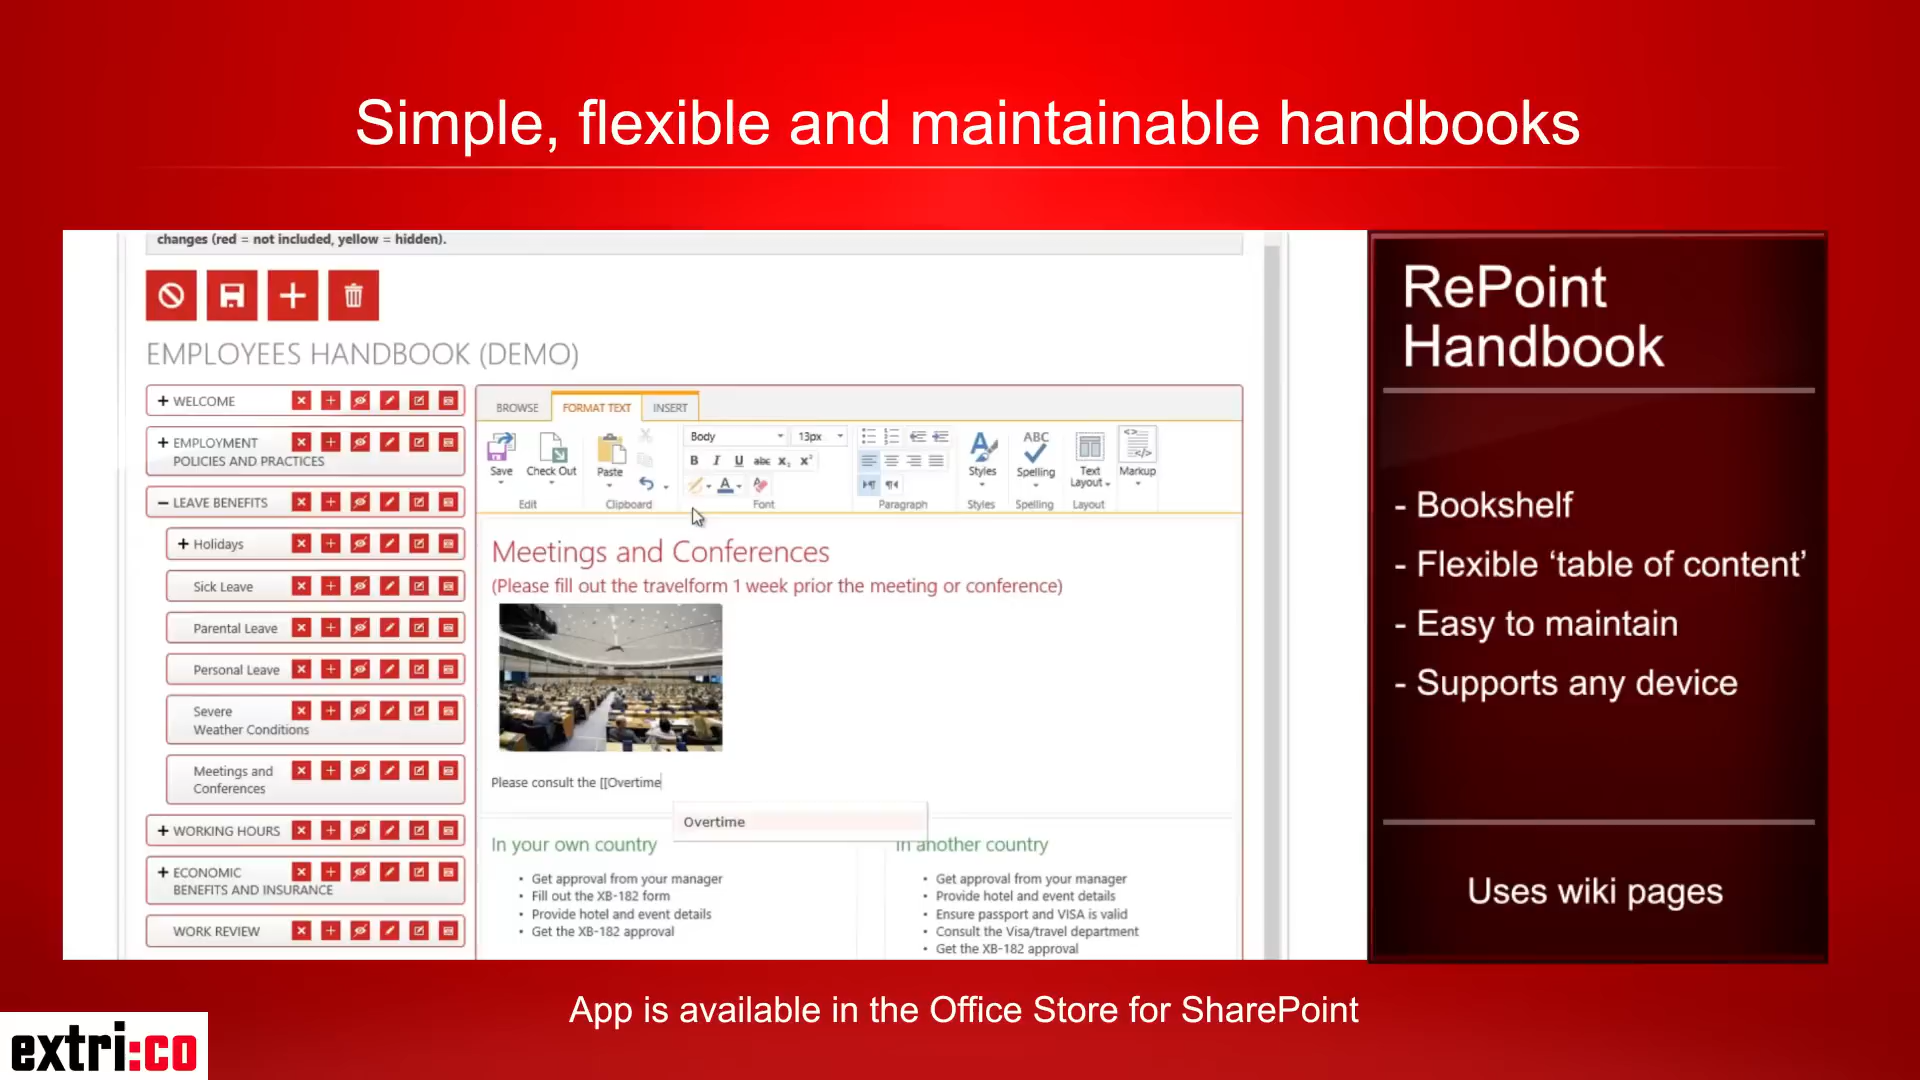 Simple, flexible and maintainable handbooks
changes (red = not included, yellow = hidden).
EMPLOYEES HANDBOOK (DEMO)
WELCOME
EMPLOYMENT
POLICIES AND PRACTICES
LEAVE BENEFITS
Holidays
Sick Leave
Parental Leave
Personal Leave
Severe
Weather Conditions
Meetings and
Conferences
WORKING HOURS
ECONOMIC
BENEFITS AND INSURANCE
WORK REVIEW
BROWSE FORMAT TEXT INSERT
Save Check Out Paste
Edit Clipboard
Body 13px
B I U abc x₂ x²
A
Font Paragraph
Styles
Styles
ABC
Spelling
Spelling
Text
Layout
Layout
Markup
Meetings and Conferences
(Please fill out the travelform 1 week prior the meeting or conference)
Please consult the [[Overtime
Overtime
In your own country
• Get approval from your manager
• Fill out the XB-182 form
• Provide hotel and event details
• Get the XB-182 approval
In another country
• Get approval from your manager
• Provide hotel and event details
• Ensure passport and VISA is valid
• Consult the Visa/travel department
• Get the XB-182 approval
RePoint
Handbook
- Bookshelf
- Flexible ‘table of content’
- Easy to maintain
- Supports any device
Uses wiki pages
App is available in the Office Store for SharePoint
extri:co